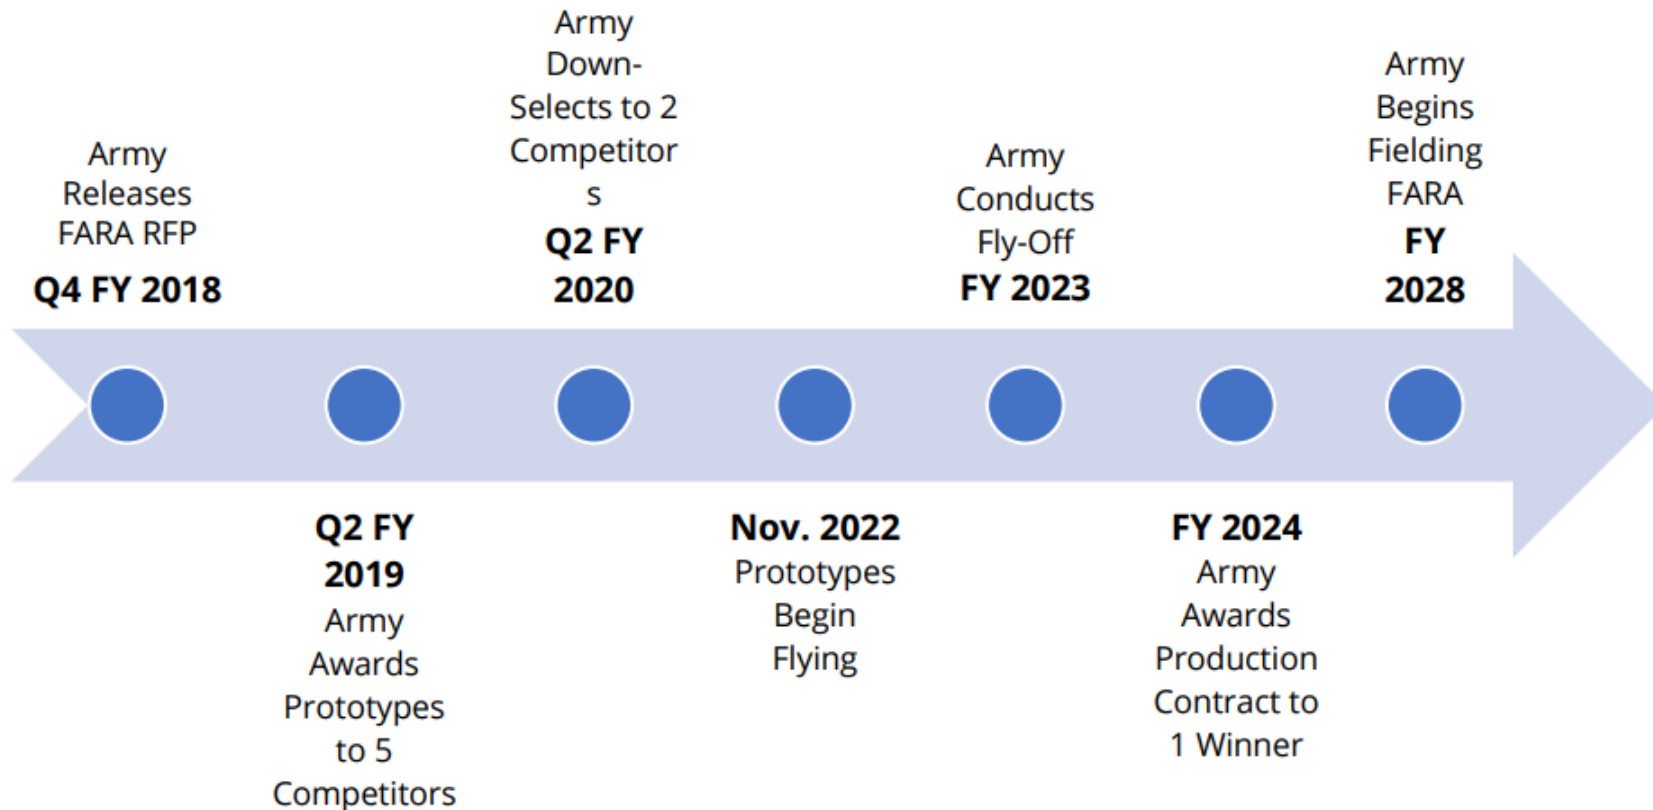 Army
Releases
FARA RFP
Q4 FY 2018
Q2 FY
2019
Army
Awards
Prototypes
to 5
Competitors
Army
Down-
Selects to 2
Competitor
s
Q2 FY
2020
Nov. 2022
Prototypes
Begin
Flying
Army
Conducts
Fly-Off
FY 2023
FY 2024
Army
Awards
Production
Contract to
1 Winner
Army
Begins
Fielding
FARA
FY
2028